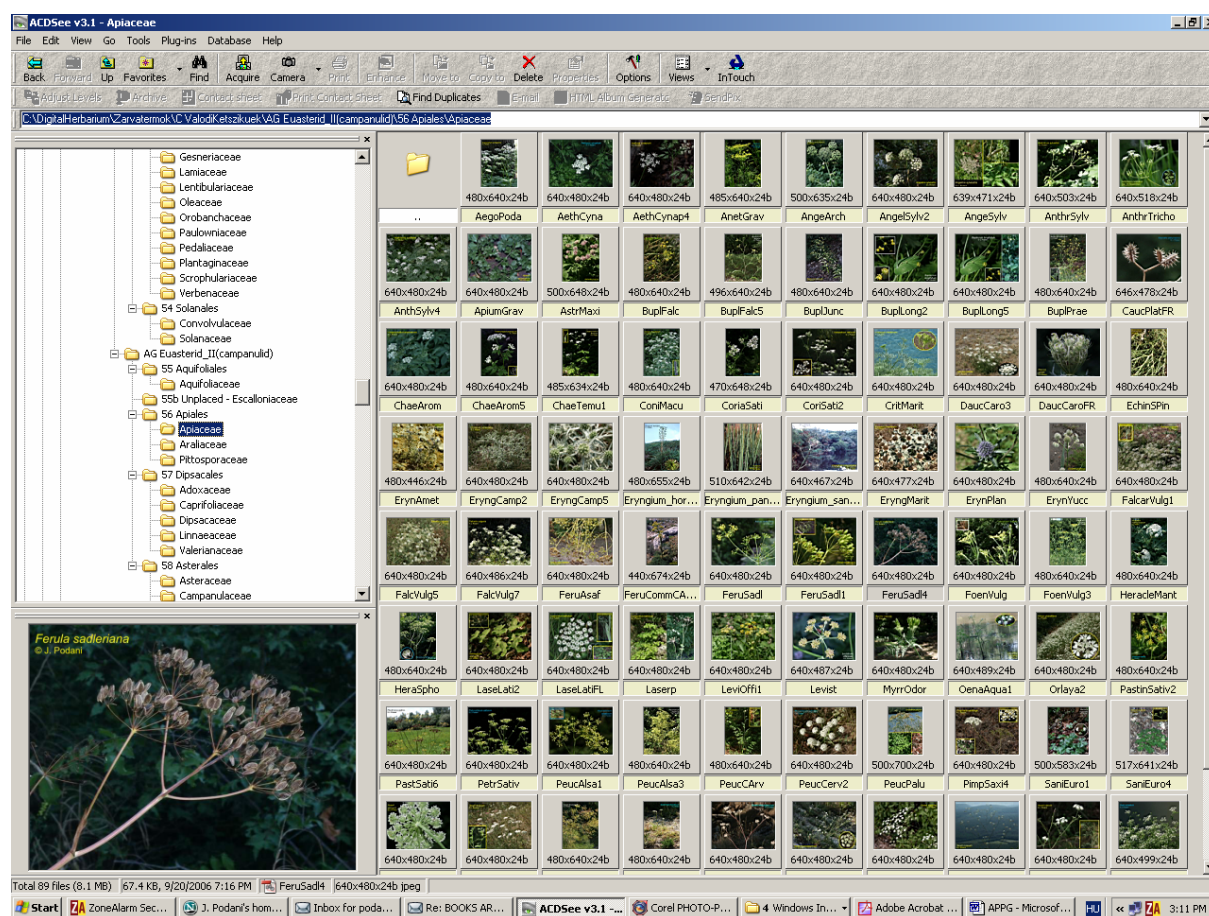 ACDSee v3.1 - Apiaceae
File Edit View Go Tools Plug-ins Database Help
Back Forward Up Favorites Find Acquire Camera Print Enhance Move to Copy to Delete Properties Options Views InTouch
Adjust Levels Archive Contact sheet Print Contact Sheet Find Duplicates E-mail HTML Album Generato SendPix
C:\DigitalHerbarium\Zarvatermok\C ValodiKetszikuek\AG Euasterid_II(campanulid)\56 Apiales\Apiaceae
Gesneriaceae
Lamiaceae
Lentibulariaceae
Oleaceae
Orobanchaceae
Paulowniaceae
Pedaliaceae
Plantaginaceae
Scrophulariaceae
Verbenaceae
54 Solanales
Convolvulaceae
Solanaceae
AG Euasterid_II(campanulid)
55 Aquifoliales
Aquifoliaceae
55b Unplaced - Escalloniaceae
56 Apiales
Apiaceae
Araliaceae
Pittosporaceae
57 Dipsacales
Adoxaceae
Caprifoliaceae
Dipsacaceae
Linnaeaceae
Valerianaceae
58 Asterales
Asteraceae
Campanulaceae
Ferula sadleriana
© J. Podani
480x640x24b 640x480x24b 640x480x24b 485x640x24b 500x635x24b 640x480x24b 639x471x24b 640x503x24b 640x518x24b
.. AegoPoda AethCyna AethCynap4 AnetGrav AngeArch AngelSylv2 AngeSylv AnthrSylv AnthrTricho
640x480x24b 640x480x24b 500x648x24b 480x640x24b 496x640x24b 480x640x24b 640x480x24b 640x480x24b 480x640x24b 646x478x24b
AnthSylv4 ApiumGrav AstrMaxi BuplFalc BuplFalc5 BuplJunc BuplLong2 BuplLong5 BuplPrae CaucPlatFR
640x480x24b 480x640x24b 485x634x24b 480x640x24b 470x648x24b 640x480x24b 640x480x24b 640x480x24b 640x480x24b 480x640x24b
ChaeArom ChaeArom5 ChaeTemu1 ConiMacu CoriaSati CoriSati2 CritMarit DaucCaro3 DaucCaroFR EchinSPin
480x446x24b 640x480x24b 640x480x24b 480x655x24b 510x642x24b 640x467x24b 640x477x24b 640x480x24b 480x640x24b 640x480x24b
ErynAmet EryngCamp2 EryngCamp5 Eryngium_hor... Eryngium_pan... Eryngium_san... EryngMarit ErynPlan ErynYucc FalcarVulg1
640x480x24b 640x486x24b 640x480x24b 440x674x24b 640x480x24b 640x480x24b 640x480x24b 640x480x24b 480x640x24b 480x640x24b
FalcVulg5 FalcVulg7 FeruAsaf FeruCommCA... FeruSadl FeruSadl1 FeruSadl4 FoenVulg FoenVulg3 HeracleMant
480x640x24b 640x480x24b 640x480x24b 640x480x24b 640x480x24b 640x487x24b 640x480x24b 640x489x24b 640x480x24b 480x640x24b
HeraSpho LaseLati2 LaseLatiFL Laserp LeviOffi1 Levist MyrrOdor OenaAqua1 Orlaya2 PastinSativ2
640x480x24b 640x480x24b 640x480x24b 480x640x24b 480x640x24b 640x480x24b 500x700x24b 640x480x24b 500x583x24b 517x641x24b
PastSati6 PetrSativ PeucAlsa1 PeucAlsa3 PeucCArv PeucCerv2 PeucPalu PimpSaxi4 SaniEuro1 SaniEuro4
640x480x24b 640x480x24b 480x640x24b 480x640x24b 640x480x24b 640x480x24b 640x480x24b 640x480x24b 640x480x24b 640x499x24b
Total 89 files (8.1 MB) 67.4 KB, 9/20/2006 7:16 PM FeruSadl4 640x480x24b jpeg
Start ZoneAlarm Sec... J. Podani's hom... Inbox for poda... Re: BOOKS AR... ACDSee v3.1 -... Corel PHOTO-P... 4 Windows In... Adobe Acrobat ... APPG - Microsof... HU « ZA 3:11 PM